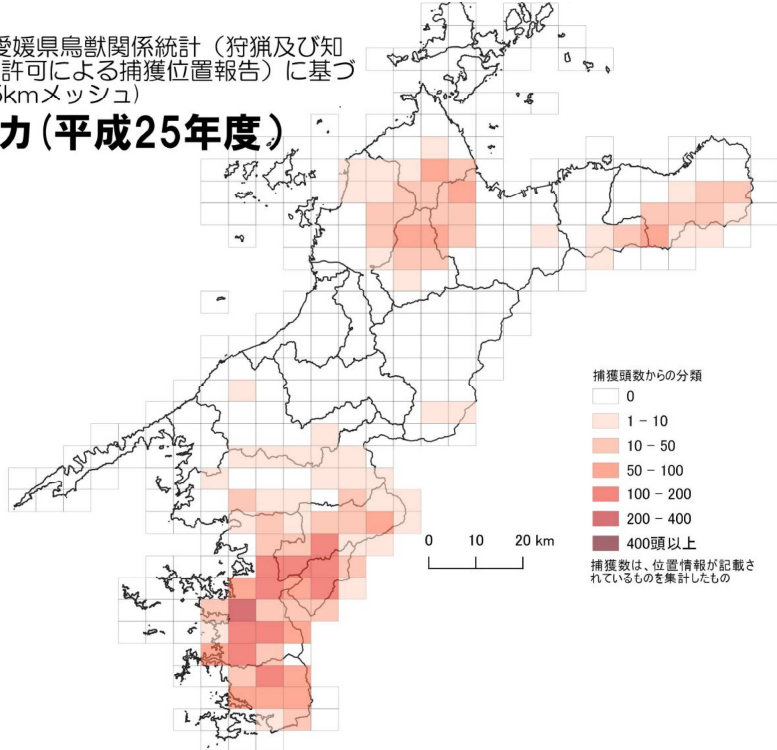 愛媛県鳥獣関係統計（狩猟及び知
許可による捕獲位置報告）に基づ
5kmメッシュ）
カ(平成25年度)
捕獲頭数からの分類
0
1 - 10
10 - 50
50 - 100
100 - 200
200 - 400
400頭以上
0 10 20 km
捕獲数は、位置情報が記載さ
れているものを集計したもの